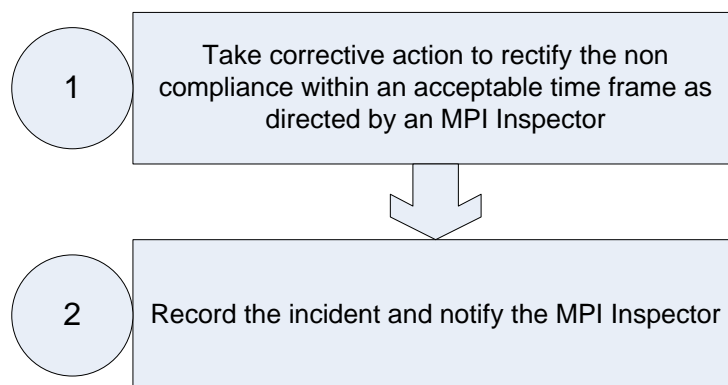 1
Take corrective action to rectify the non
compliance within an acceptable time frame as
directed by an MPI Inspector
2
Record the incident and notify the MPI Inspector